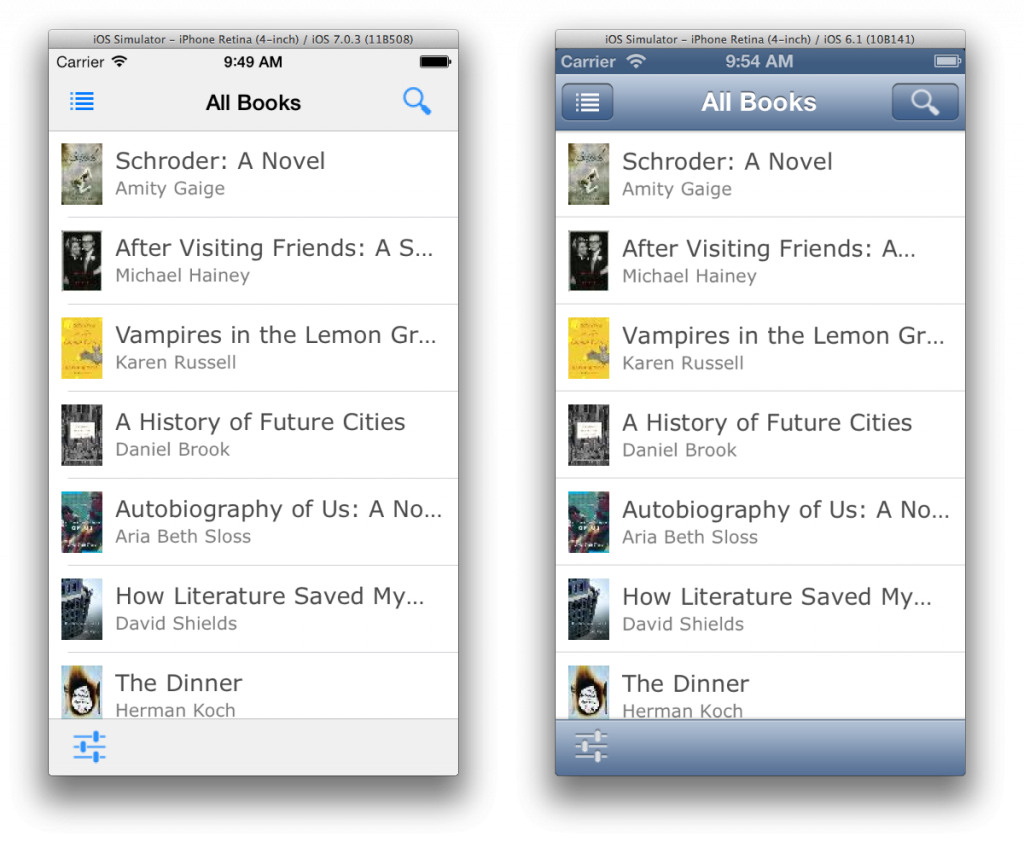 iOS Simulator – iPhone Retina (4-inch) / iOS 7.0.3 (11B508)
Carrier 9:49 AM
All Books
Schroder: A Novel
Amity Gaige
After Visiting Friends: A S...
Michael Hainey
Vampires in the Lemon Gr...
Karen Russell
A History of Future Cities
Daniel Brook
Autobiography of Us: A No...
Aria Beth Sloss
How Literature Saved My...
David Shields
The Dinner
Herman Koch
iOS Simulator – iPhone Retina (4-inch) / iOS 6.1 (10B141)
Carrier 9:54 AM
All Books
Schroder: A Novel
Amity Gaige
After Visiting Friends: A...
Michael Hainey
Vampires in the Lemon Gr...
Karen Russell
A History of Future Cities
Daniel Brook
Autobiography of Us: A No...
Aria Beth Sloss
How Literature Saved My...
David Shields
The Dinner
Herman Koch